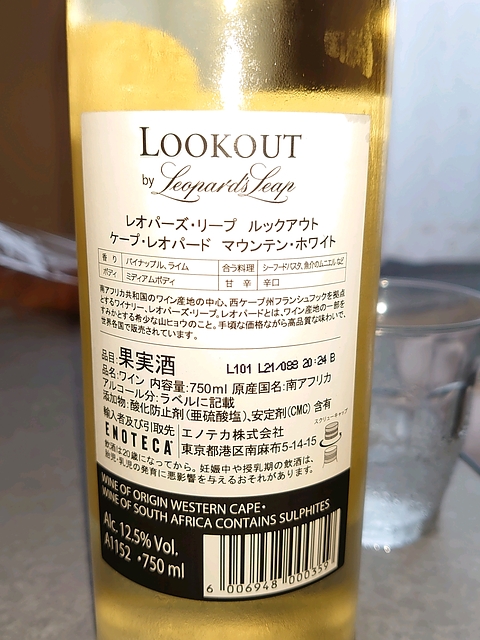 LOOKOUT
by Leopard's Leap
レオパーズ・リープ ルックアウト
ケープ・レオパード マウンテン・ホワイト
香り パイナップル、ライム 合う料理 シーフードパスタ、魚介のムニエルなど
ボディ ミディアムボディ 甘辛 辛口
南アフリカ共和国のワイン産地の中心、西ケープ州フランシュフックを拠点
とするワイナリー、レオパーズ・リープ。レオパードとは、ワイン産地の一部を
すみかとする希少な山ヒョウのこと。手頃な価格ながら高品質な味わいで、
世界各国で販売されています。
品目:果実酒 L101 L21/088 20:24 B
品名:ワイン 内容量:750ml 原産国名:南アフリカ
アルコール分:ラベルに記載
添加物:酸化防止剤(亜硫酸塩)、安定剤(CMC)含有
輸入者及び引取先 スクリューキャップ
ENOTECA エノテカ株式会社
東京都港区南麻布5-14-15
飲酒は20歳になってから。妊娠中や授乳期の飲酒は、
胎児・乳児の発育に悪影響を与えるおそれがあります。
WINE OF ORIGIN WESTERN CAPE•
WINE OF SOUTH AFRICA CONTAINS SULPHITES
Alc.12.5% Vol.
A1152 •750 ml
6 006948 000359